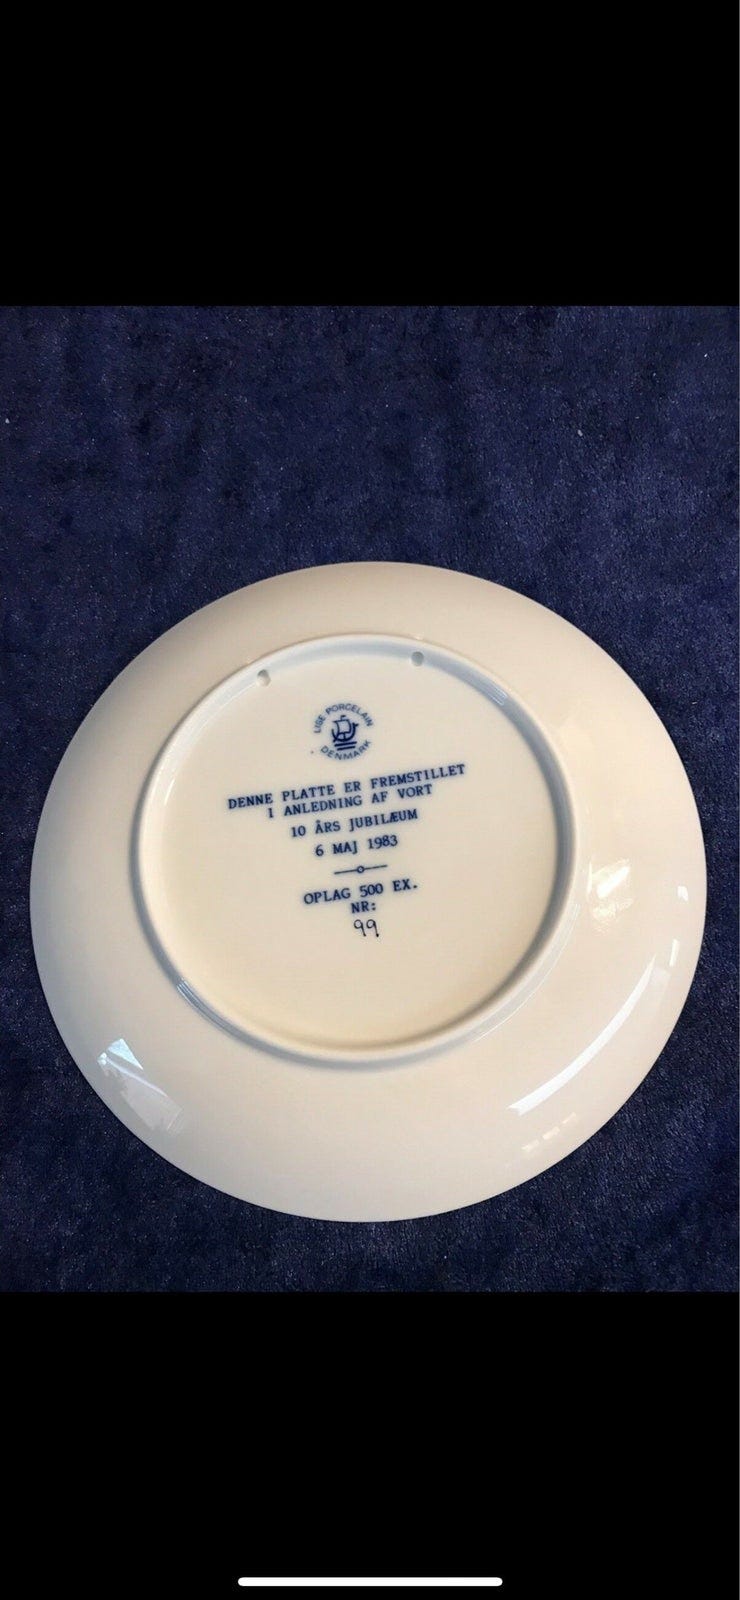 LISE PORCELAIN
DENMARK
DENNE PLATTE ER FREMSTILLET
I ANLEDNING AF VORT
10 ÅRS JUBILÆUM
6 MAJ 1983
OPLAG 500 EX.
NR:
99